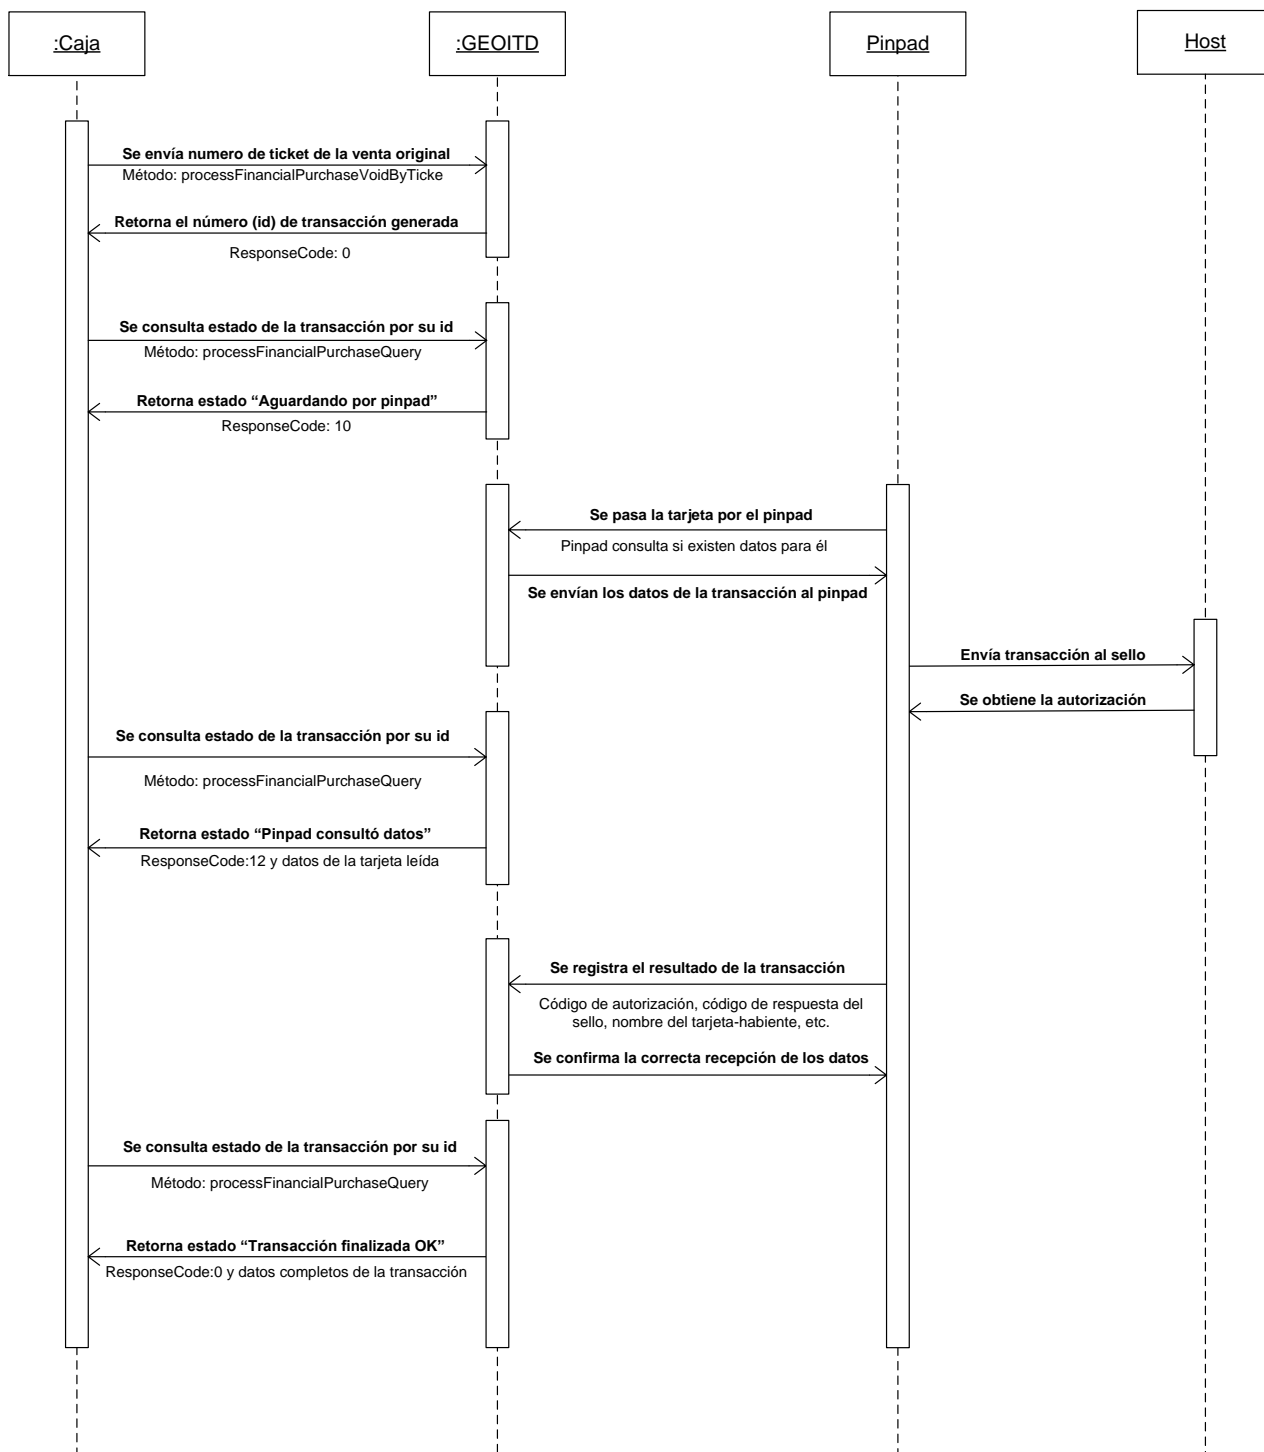 :Caja
:GEOITD
Pinpad
Host
Se envía numero de ticket de la venta original
Método: processFinancialPurchaseVoidByTicke
Retorna el número (id) de transacción generada
ResponseCode: 0
Se consulta estado de la transacción por su id
Método: processFinancialPurchaseQuery
Retorna estado “Aguardando por pinpad”
ResponseCode: 10
Se pasa la tarjeta por el pinpad
Pinpad consulta si existen datos para él
Se envían los datos de la transacción al pinpad
Envía transacción al sello
Se obtiene la autorización
Se consulta estado de la transacción por su id
Método: processFinancialPurchaseQuery
Retorna estado “Pinpad consultó datos”
ResponseCode:12 y datos de la tarjeta leída
Se registra el resultado de la transacción
Código de autorización, código de respuesta del
sello, nombre del tarjeta-habiente, etc.
Se confirma la correcta recepción de los datos
Se consulta estado de la transacción por su id
Método: processFinancialPurchaseQuery
Retorna estado “Transacción finalizada OK”
ResponseCode:0 y datos completos de la transacción